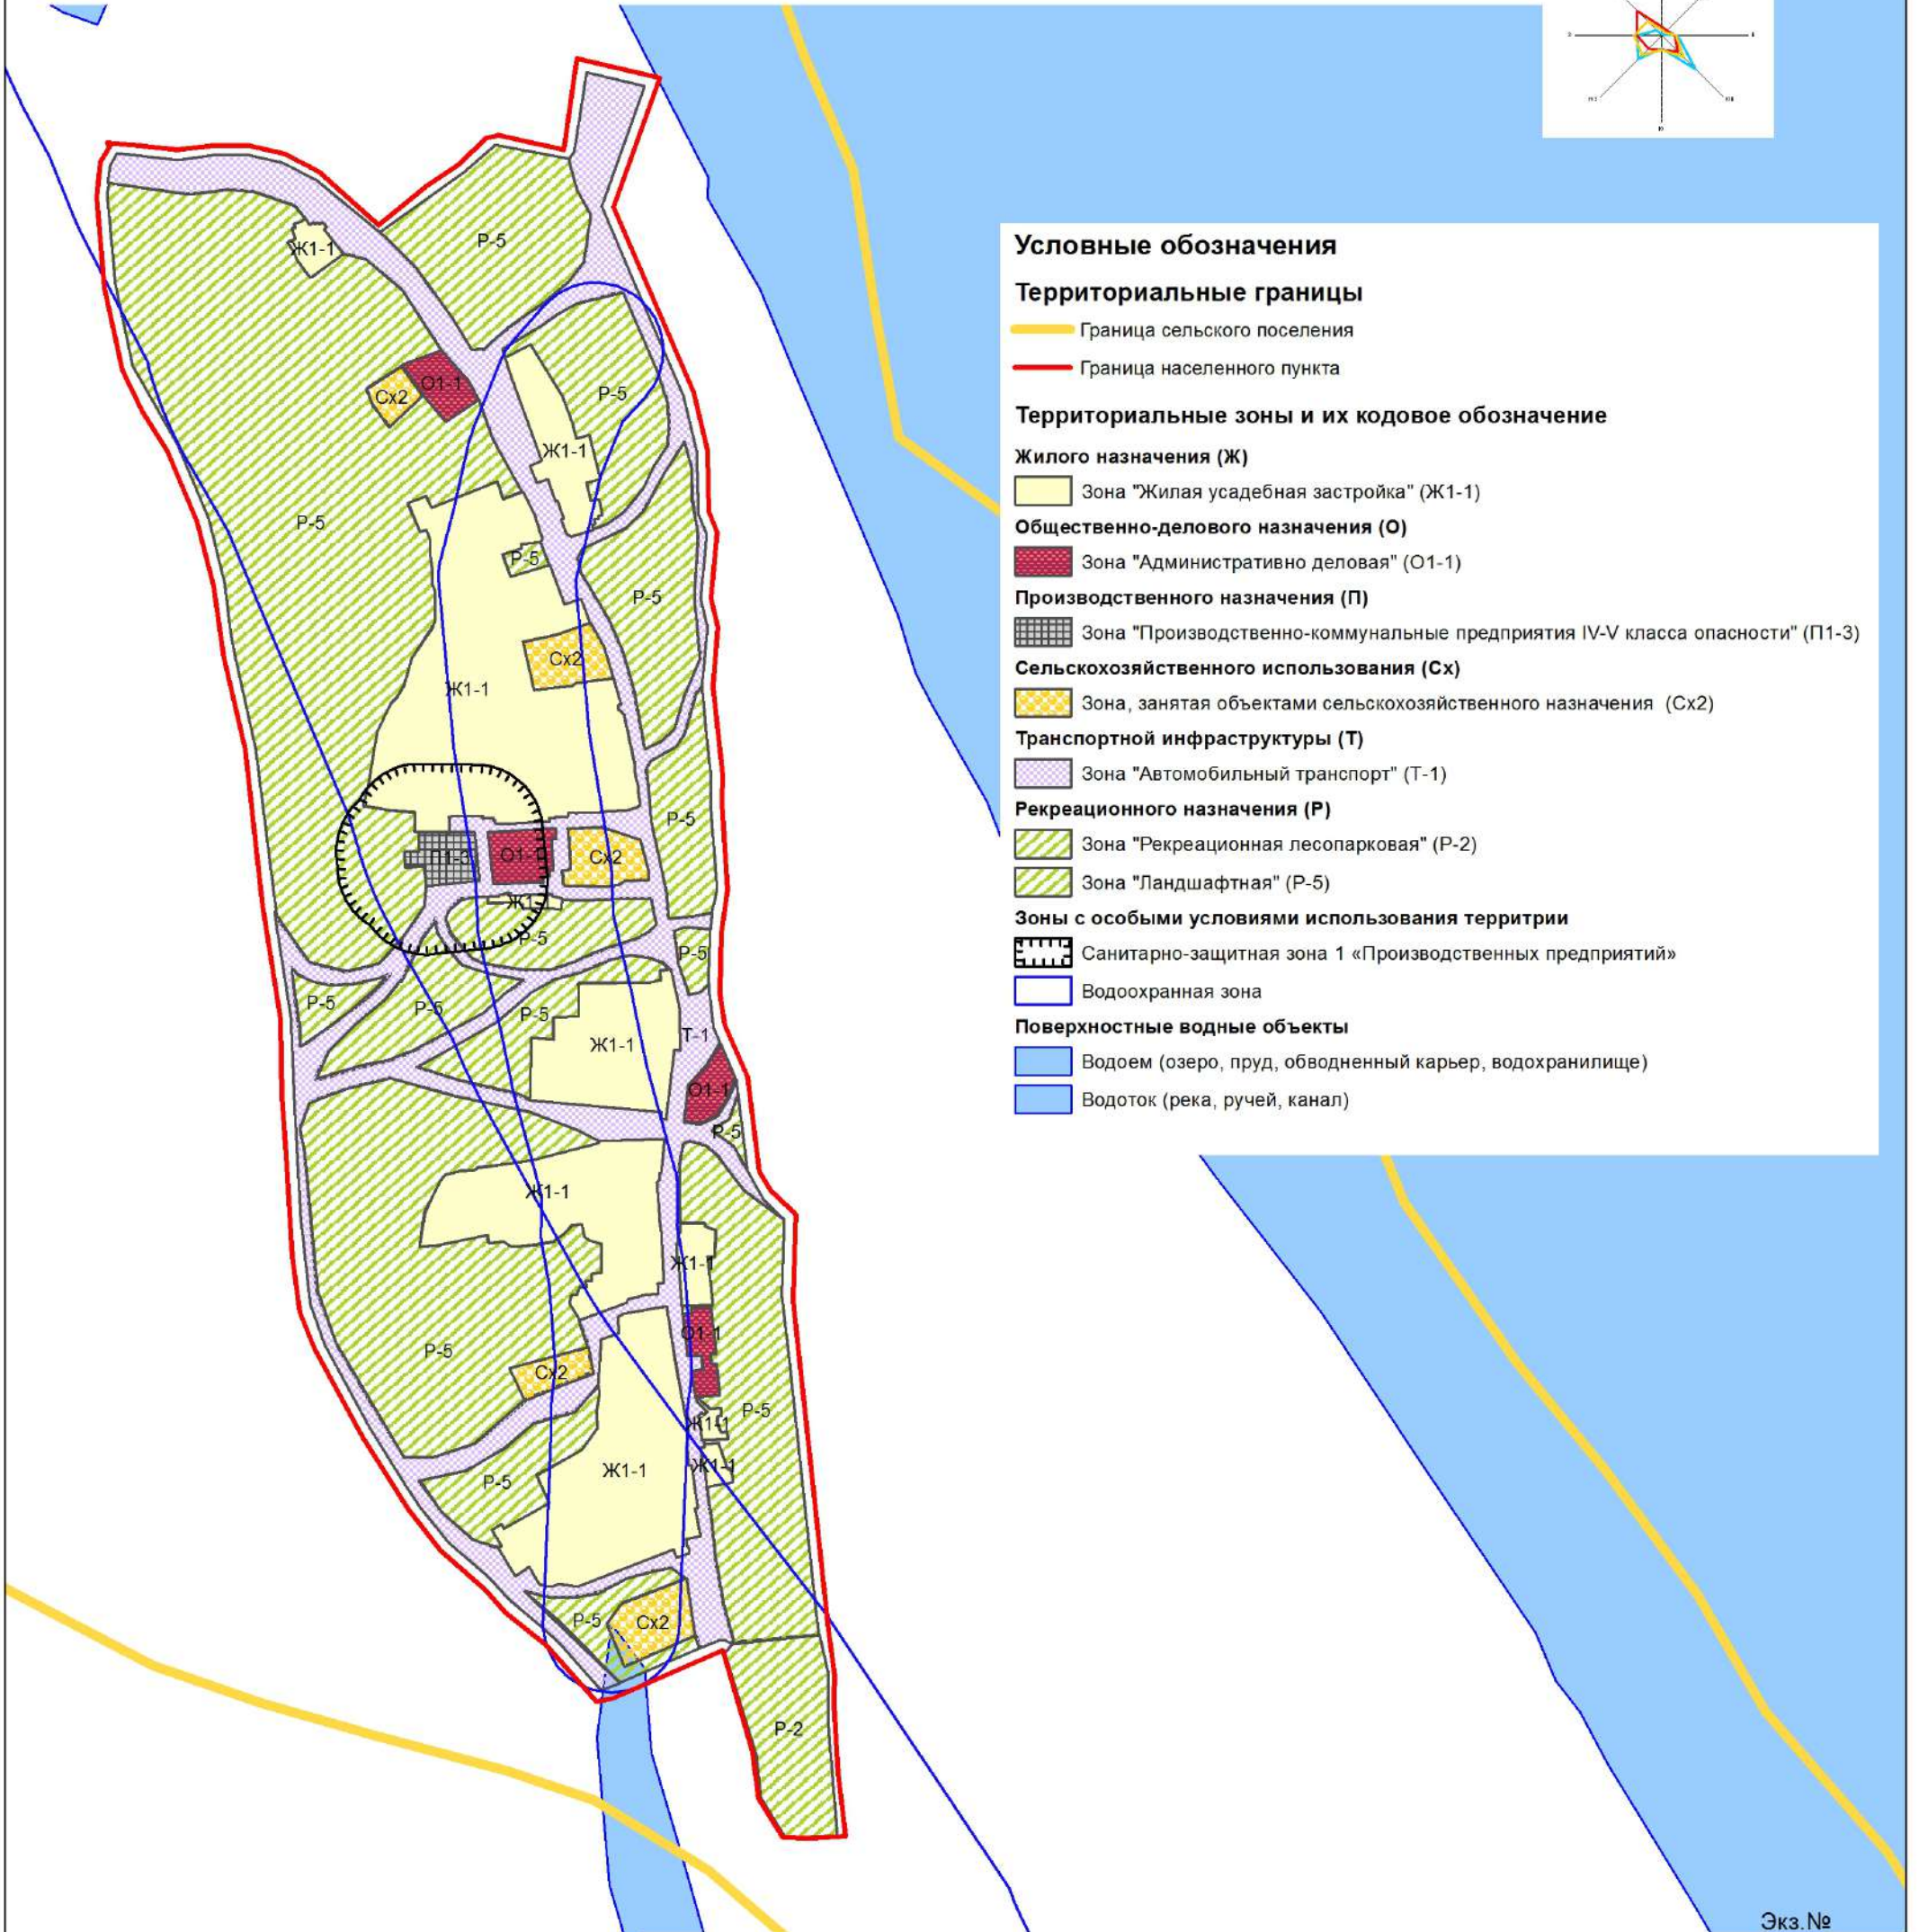 Р-5
Ж1-1
О1-1
Сх2
Р-5
Ж1-1
Р-5
Р-5
Р-5
Сх2
Ж1-1
Р-5
П1-3
О1-1
Сх2
Р-5
Р-5
Р-5
Р-5
Р-5
Ж1-1
Т-1
О1-1
Р-5
Ж1-1
Ж1-1
О1-1
Р-5
Сх2
Р-5
Ж1-1
Ж1-1
Р-5
Ж1-1
Р-5
Сх2
Р-2
Условные обозначения
Территориальные границы
Граница сельского поселения
Граница населенного пункта
Территориальные зоны и их кодовое обозначение
Жилого назначения (Ж)
Зона "Жилая усадебная застройка" (Ж1-1)
Общественно-делового назначения (О)
Зона "Административно деловая" (О1-1)
Производственного назначения (П)
Зона "Производственно-коммунальные предприятия IV-V класса опасности" (П1-3)
Сельскохозяйственного использования (Сх)
Зона, занятая объектами сельскохозяйственного назначения (Сх2)
Транспортной инфраструктуры (Т)
Зона "Автомобильный транспорт" (Т-1)
Рекреационного назначения (Р)
Зона "Рекреационная лесопарковая" (Р-2)
Зона "Ландшафтная" (Р-5)
Зоны с особыми условиями использования территрии
Санитарно-защитная зона 1 «Производственных предприятий»
Водоохранная зона
Поверхностные водные объекты
Водоем (озеро, пруд, обводненный карьер, водохранилище)
Водоток (река, ручей, канал)
Экз.№